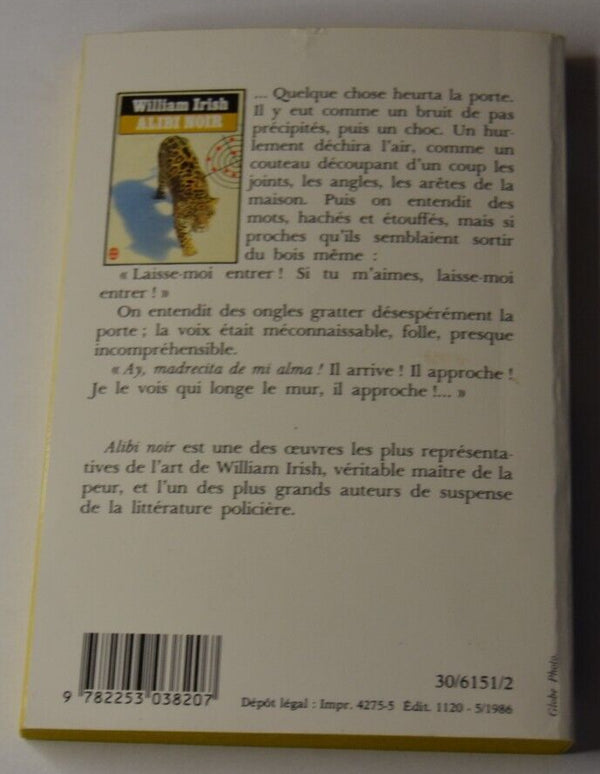 William Irish
ALIBI NOIR
... Quelque chose heurta la porte.
Il y eut comme un bruit de pas
précipités, puis un choc. Un hur-
lement déchira l'air, comme un
couteau découpant d'un coup les
joints, les angles, les arêtes de la
maison. Puis on entendit des
mots, hachés et étouffés, mais si
proches qu'ils semblaient sortir
du bois même :
« Laisse-moi entrer ! Si tu m'aimes, laisse-moi
entrer ! »
On entendit des ongles gratter désespérément la
porte ; la voix était méconnaissable, folle, presque
incompréhensible.
« Ay, madrecita de mi alma ! Il arrive ! Il approche !
Je le vois qui longe le mur, il approche !... »
Alibi noir est une des œuvres les plus représenta-
tives de l'art de William Irish, véritable maître de la
peur, et l'un des plus grands auteurs de suspense
de la littérature policière.
9 782253 038207
30/6151/2
Dépôt légal : Impr. 4275-5 Édit. 1120 - 5/1986
Globe Photo.